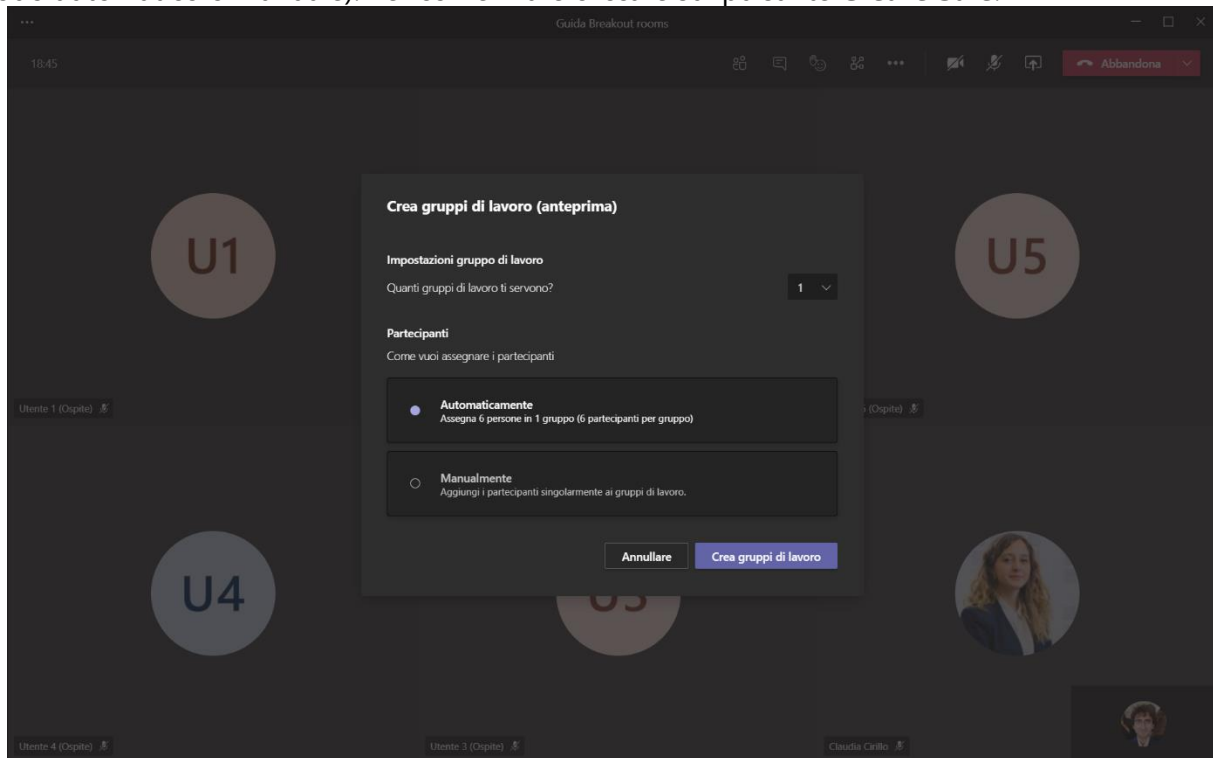 Guida Breakout rooms
18:45
Abbandona
Crea gruppi di lavoro (anteprima)
Impostazioni gruppo di lavoro
Quanti gruppi di lavoro ti servono?
1
Partecipanti
Come vuoi assegnare i partecipanti
Automaticamente
Assegna 6 persone in 1 gruppo (6 partecipanti per gruppo)
Manualmente
Aggiungi i partecipanti singolarmente ai gruppi di lavoro.
Annullare
Crea gruppi di lavoro
U1
U5
Utente 1 (Ospite)
(Ospite)
U4
Utente 4 (Ospite)
Utente 3 (Ospite)
Claudia Cirillo